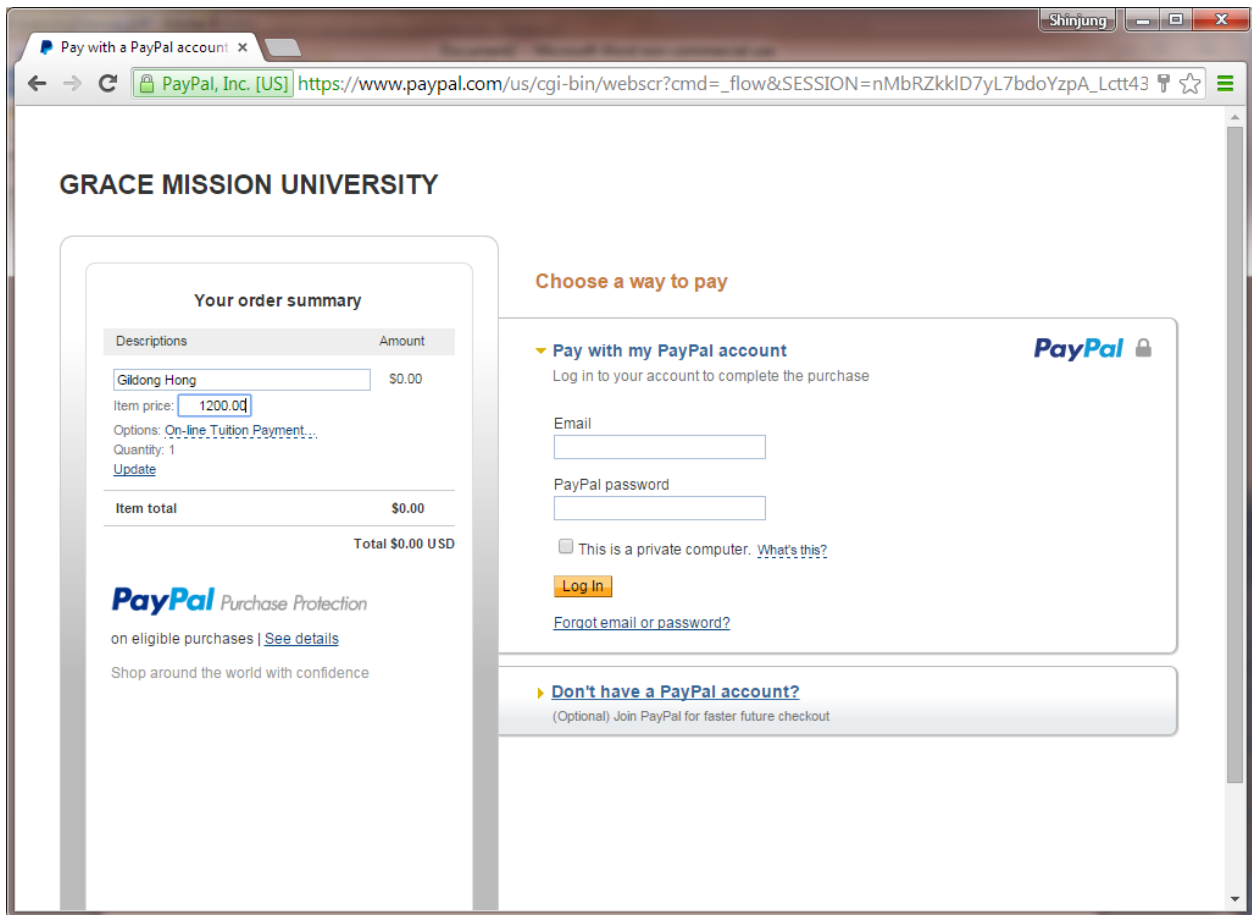 Shinjung
Pay with a PayPal account
PayPal, Inc. [US] https://www.paypal.com/us/cgi-bin/webscr?cmd=_flow&SESSION=nMbRZkklD7yL7bdoYzpA_Lctt43
GRACE MISSION UNIVERSITY
Your order summary
Descriptions Amount
Gildong Hong $0.00
Item price: 1200.00
Options: On-line Tuition Payment...
Quantity: 1
Update
Item total $0.00
Total $0.00 USD
PayPal Purchase Protection
on eligible purchases | See details
Shop around the world with confidence
Choose a way to pay
Pay with my PayPal account PayPal
Log in to your account to complete the purchase
Email
PayPal password
This is a private computer. What's this?
Log In
Forgot email or password?
Don't have a PayPal account?
(Optional) Join PayPal for faster future checkout